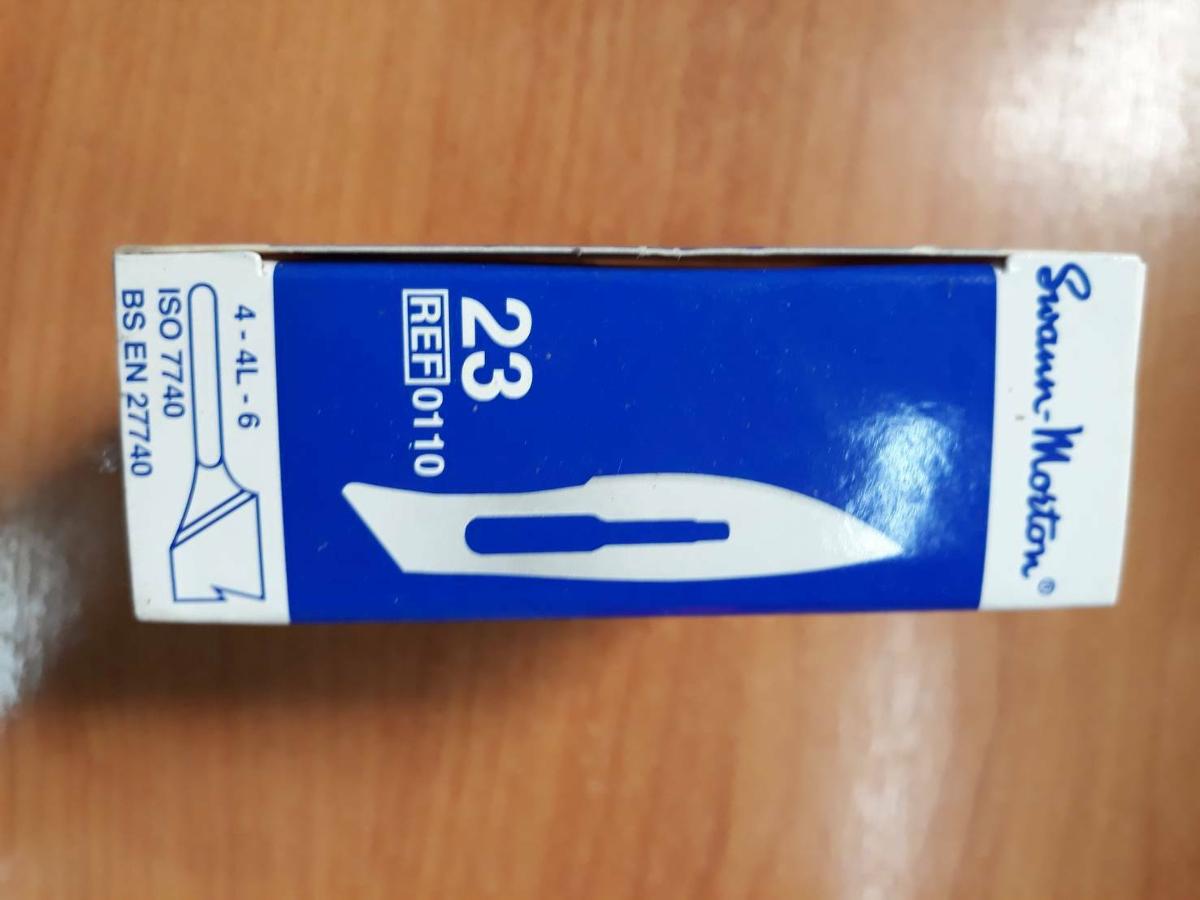 Swann-Morton®
23
REF 0110
4 - 4L - 6
ISO 7740
BS EN 27740